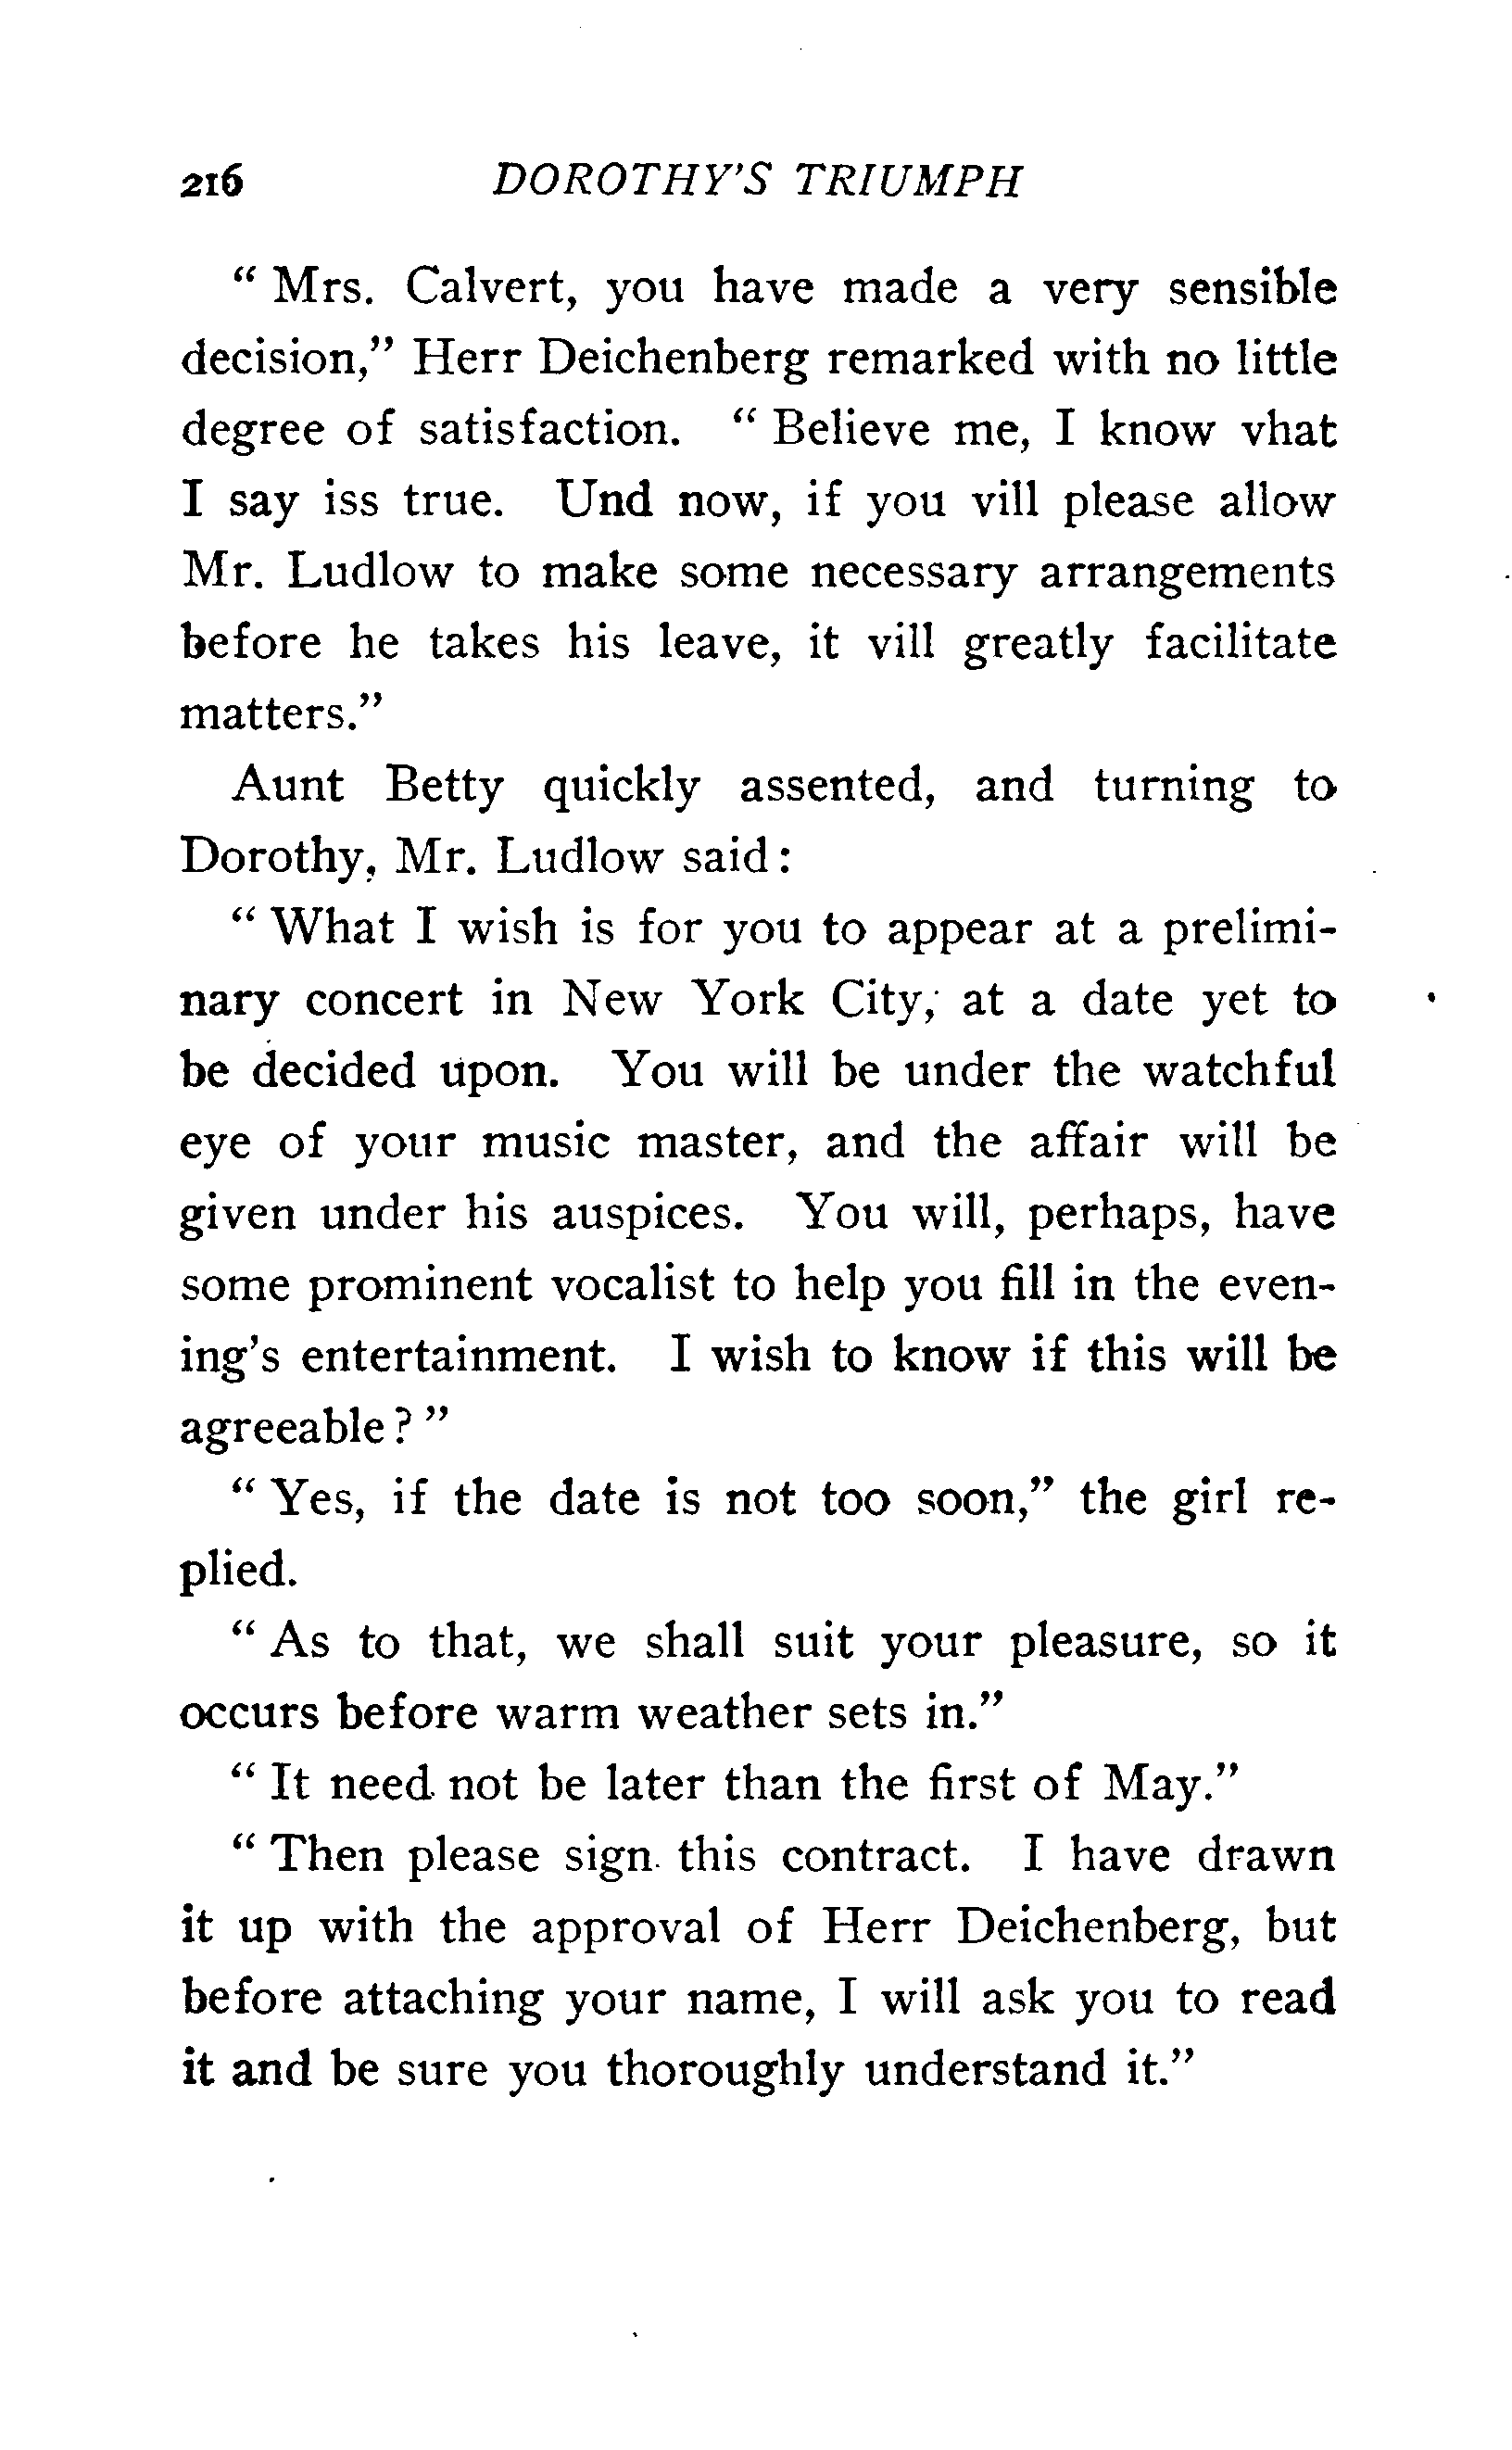 216 DOROTHY'S TRIUMPH
" Mrs. Calvert, you have made a very sensible
decision," Herr Deichenberg remarked with no little
degree of satisfaction. " Believe me, I know vhat
I say iss true. Und now, if you vill please allow
Mr. Ludlow to make some necessary arrangements
before he takes his leave, it vill greatly facilitate
matters."
Aunt Betty quickly assented, and turning to
Dorothy, Mr. Ludlow said :
" What I wish is for you to appear at a prelimi-
nary concert in New York City, at a date yet to
be decided upon. You will be under the watchful
eye of your music master, and the affair will be
given under his auspices. You will, perhaps, have
some prominent vocalist to help you fill in the even-
ing's entertainment. I wish to know if this will be
agreeable ? "
" Yes, if the date is not too soon," the girl re-
plied.
" As to that, we shall suit your pleasure, so it
occurs before warm weather sets in."
" It need not be later than the first of May."
" Then please sign this contract. I have drawn
it up with the approval of Herr Deichenberg, but
before attaching your name, I will ask you to read
it and be sure you thoroughly understand it."